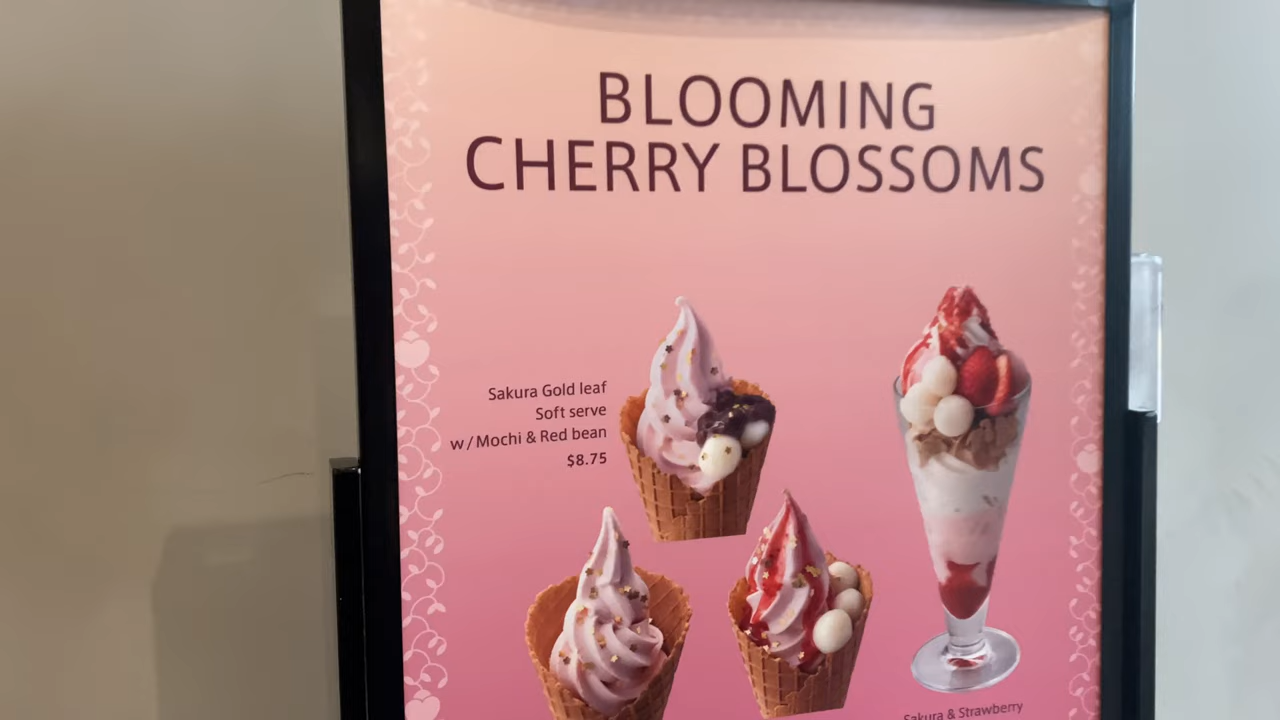 BLOOMING
CHERRY BLOSSOMS
Sakura Gold leaf
Soft serve
w/Mochi & Red bean
$8.75
Sakura & Strawberry